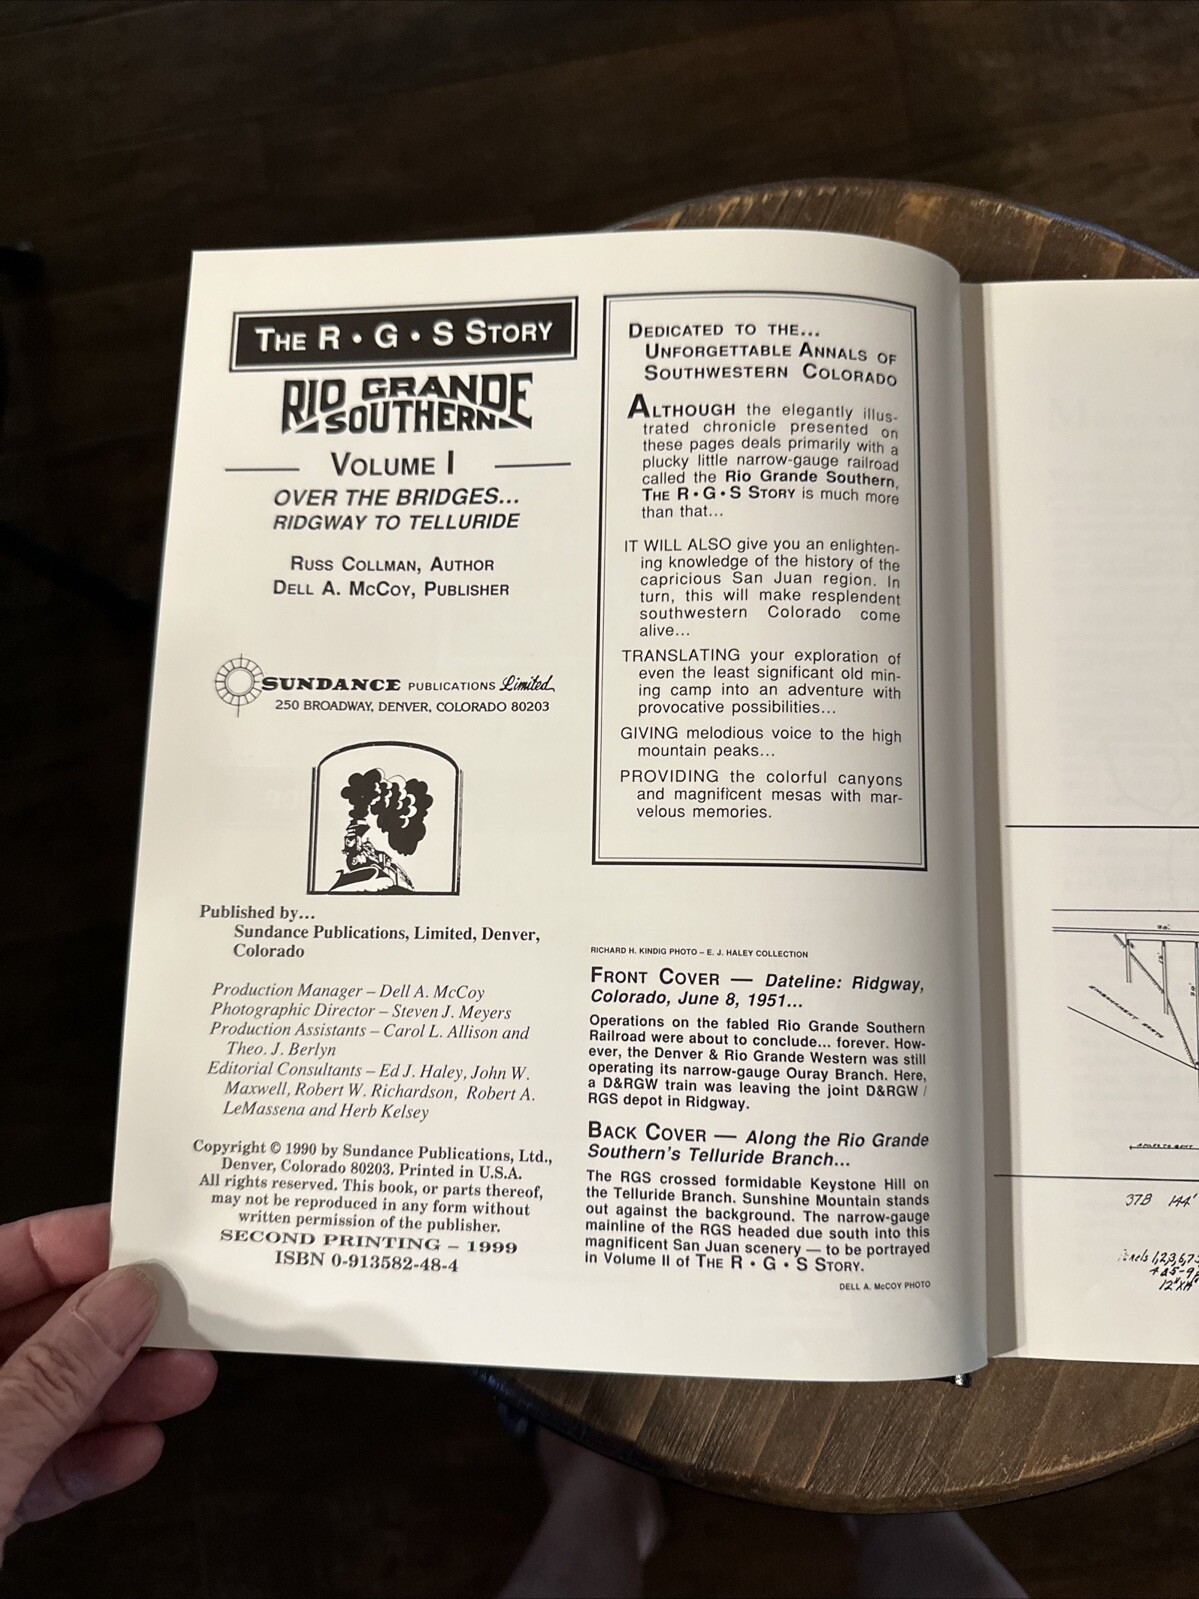 THE R • G • S STORY
RIO GRANDE
SOUTHERN
VOLUME I
OVER THE BRIDGES...
RIDGWAY TO TELLURIDE
RUSS COLLMAN, AUTHOR
DELL A. MCCOY, PUBLISHER
SUNDANCE PUBLICATIONS Limited
250 BROADWAY, DENVER, COLORADO 80203
Published by...
Sundance Publications, Limited, Denver,
Colorado
Production Manager – Dell A. McCoy
Photographic Director – Steven J. Meyers
Production Assistants – Carol L. Allison and
Theo. J. Berlyn
Editorial Consultants – Ed J. Haley, John W.
Maxwell, Robert W. Richardson, Robert A.
LeMassena and Herb Kelsey
Copyright © 1990 by Sundance Publications, Ltd.,
Denver, Colorado 80203. Printed in U.S.A.
All rights reserved. This book, or parts thereof,
may not be reproduced in any form without
written permission of the publisher.
SECOND PRINTING – 1999
ISBN 0-913582-48-4
DEDICATED TO THE...
UNFORGETTABLE ANNALS OF
SOUTHWESTERN COLORADO
ALTHOUGH the elegantly illus-
trated chronicle presented on
these pages deals primarily with a
plucky little narrow-gauge railroad
called the Rio Grande Southern,
THE R • G • S STORY is much more
than that...
IT WILL ALSO give you an enlighten-
ing knowledge of the history of the
capricious San Juan region. In
turn, this will make resplendent
southwestern Colorado come
alive...
TRANSLATING your exploration of
even the least significant old min-
ing camp into an adventure with
provocative possibilities...
GIVING melodious voice to the high
mountain peaks...
PROVIDING the colorful canyons
and magnificent mesas with mar-
velous memories.
RICHARD H. KINDIG PHOTO – E. J. HALEY COLLECTION
FRONT COVER — Dateline: Ridgway,
Colorado, June 8, 1951...
Operations on the fabled Rio Grande Southern
Railroad were about to conclude... forever. How-
ever, the Denver & Rio Grande Western was still
operating its narrow-gauge Ouray Branch. Here,
a D&RGW train was leaving the joint D&RGW /
RGS depot in Ridgway.
BACK COVER — Along the Rio Grande
Southern's Telluride Branch...
The RGS crossed formidable Keystone Hill on
the Telluride Branch. Sunshine Mountain stands
out against the background. The narrow-gauge
mainline of the RGS headed due south into this
magnificent San Juan scenery — to be portrayed
in Volume II of THE R • G • S STORY.
DELL A. MCCOY PHOTO
37B 144'